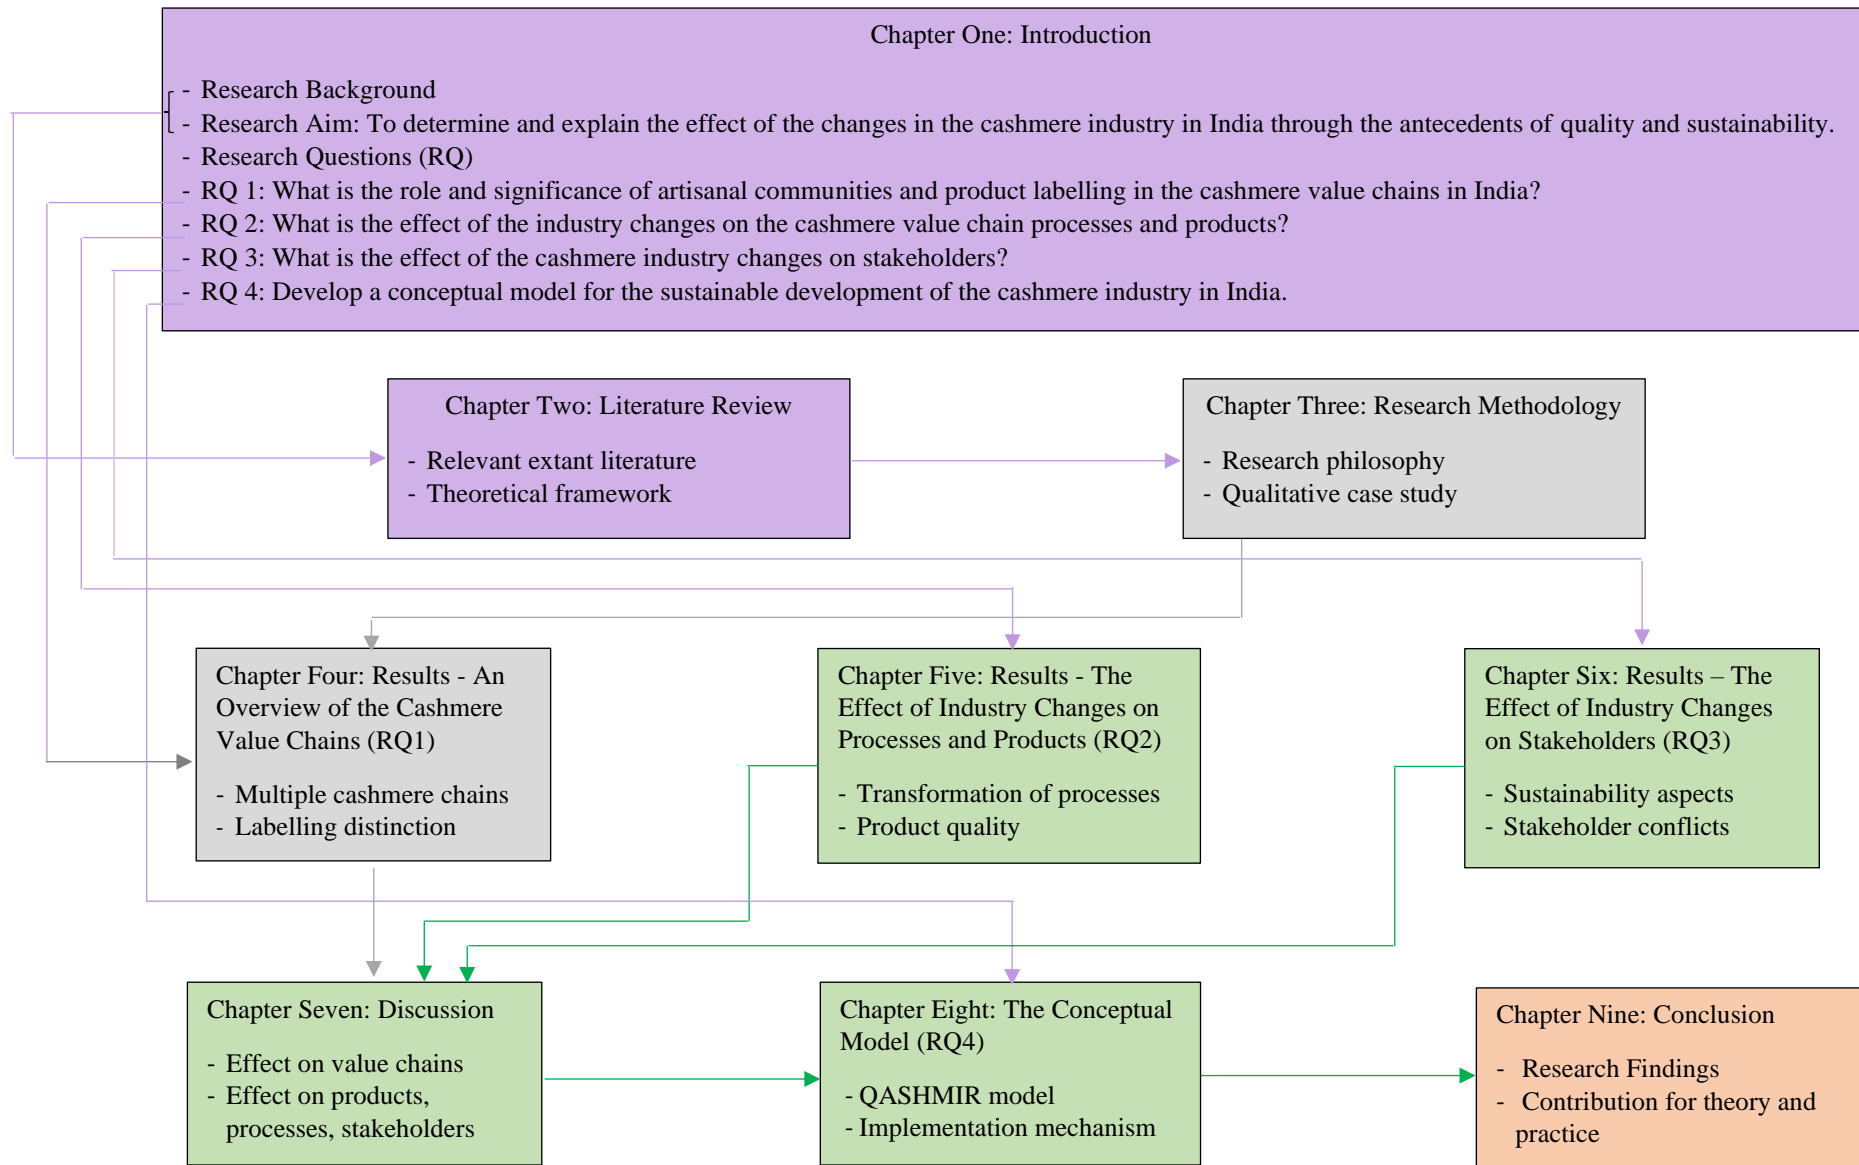 Chapter One: Introduction
- Research Background
- Research Aim: To determine and explain the effect of the changes in the cashmere industry in India through the antecedents of quality and sustainability.
- Research Questions (RQ)
- RQ 1: What is the role and significance of artisanal communities and product labelling in the cashmere value chains in India?
- RQ 2: What is the effect of the industry changes on the cashmere value chain processes and products?
- RQ 3: What is the effect of the cashmere industry changes on stakeholders?
- RQ 4: Develop a conceptual model for the sustainable development of the cashmere industry in India.
Chapter Two: Literature Review
- Relevant extant literature
- Theoretical framework
Chapter Three: Research Methodology
- Research philosophy
- Qualitative case study
Chapter Four: Results - An
Overview of the Cashmere
Value Chains (RQ1)
- Multiple cashmere chains
- Labelling distinction
Chapter Five: Results - The
Effect of Industry Changes on
Processes and Products (RQ2)
- Transformation of processes
- Product quality
Chapter Six: Results – The
Effect of Industry Changes
on Stakeholders (RQ3)
- Sustainability aspects
- Stakeholder conflicts
Chapter Seven: Discussion
- Effect on value chains
- Effect on products,
processes, stakeholders
Chapter Eight: The Conceptual
Model (RQ4)
- QASHMIR model
- Implementation mechanism
Chapter Nine: Conclusion
- Research Findings
- Contribution for theory and
practice